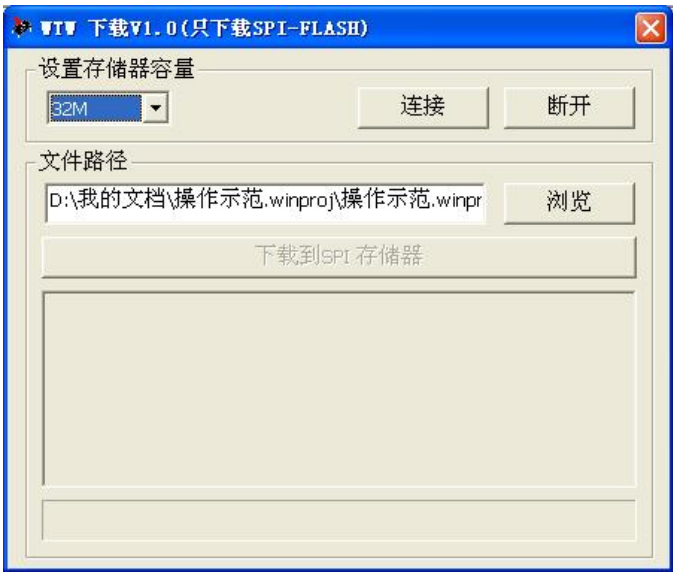 WTW 下载V1.0(只下载SPI-FLASH)
设置存储器容量
32M
连接
断开
文件路径
D:\我的文档\操作示范.winproj\操作示范.winpr
浏览
下载到SPI 存储器